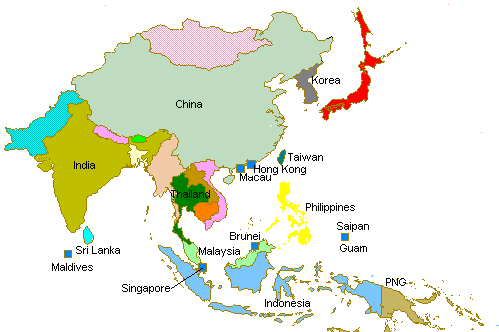 Korea
China
Taiwan
India
Hong Kong
Macau
Thailand
Philippines
Saipan
Brunei
Sri Lanka
Malaysia
Guam
Maldives
PNG
Singapore
Indonesia